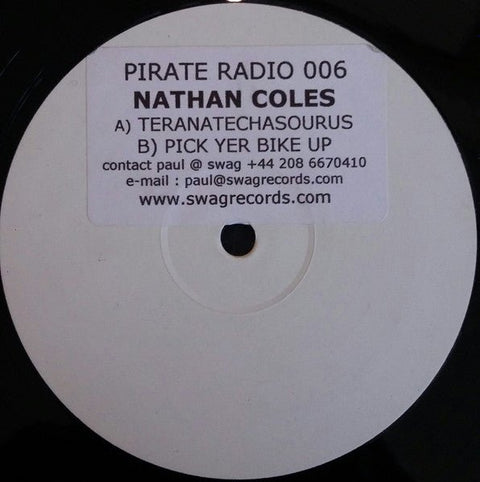 PIRATE RADIO 006
NATHAN COLES
A) TERANATECHASOURUS
B) PICK YER BIKE UP
contact paul @ swag +44 208 6670410
e-mail : paul@swagrecords.com
www.swagrecords.com